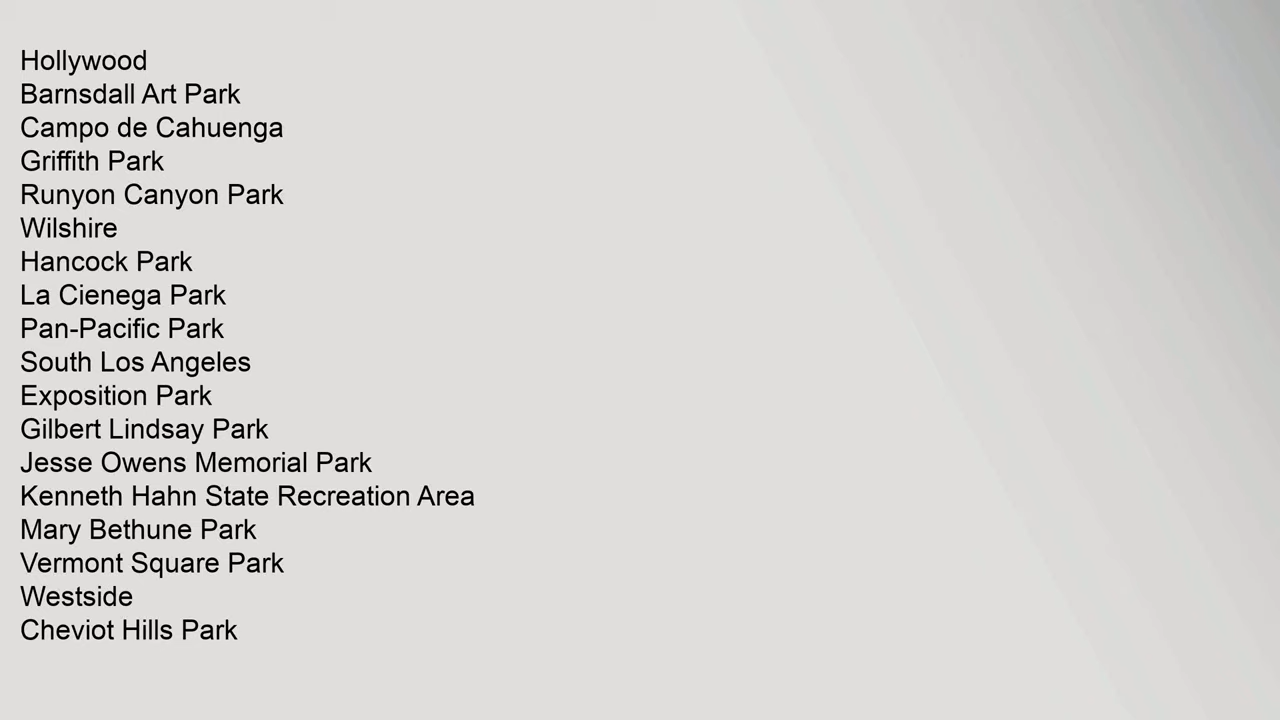 Hollywood
Barnsdall Art Park
Campo de Cahuenga
Griffith Park
Runyon Canyon Park
Wilshire
Hancock Park
La Cienega Park
Pan-Pacific Park
South Los Angeles
Exposition Park
Gilbert Lindsay Park
Jesse Owens Memorial Park
Kenneth Hahn State Recreation Area
Mary Bethune Park
Vermont Square Park
Westside
Cheviot Hills Park